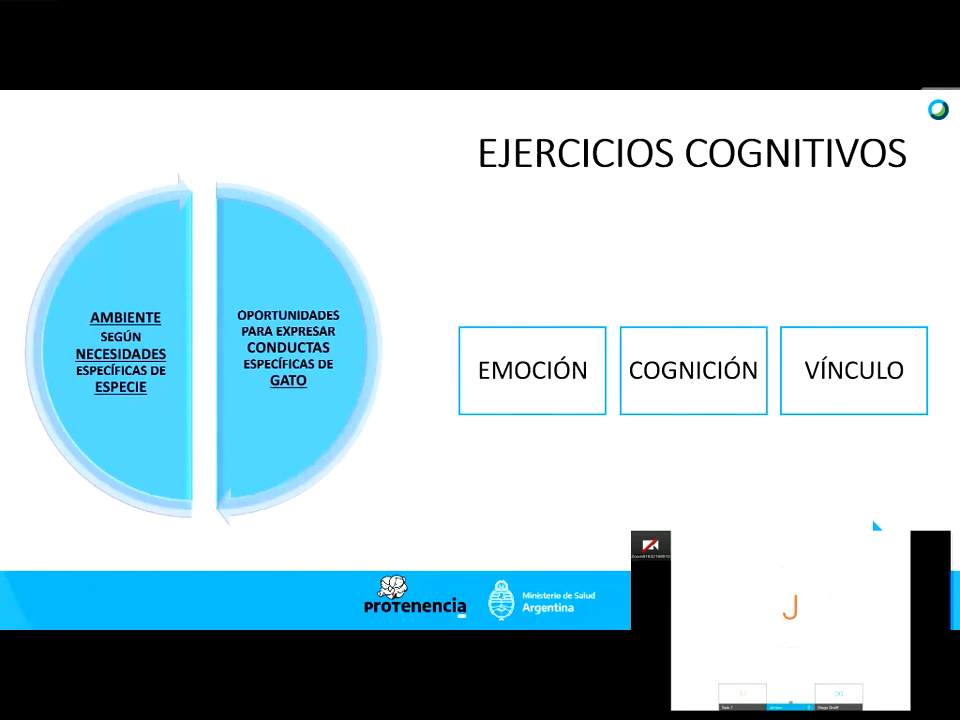 EJERCICIOS COGNITIVOS
AMBIENTE
SEGÚN
NECESIDADES
ESPECÍFICAS DE
ESPECIE
OPORTUNIDADES
PARA EXPRESAR
CONDUCTAS
ESPECÍFICAS DE
GATO
EMOCIÓN
COGNICIÓN
VÍNCULO
PROTenencia
Ministerio de Salud
Argentina
J